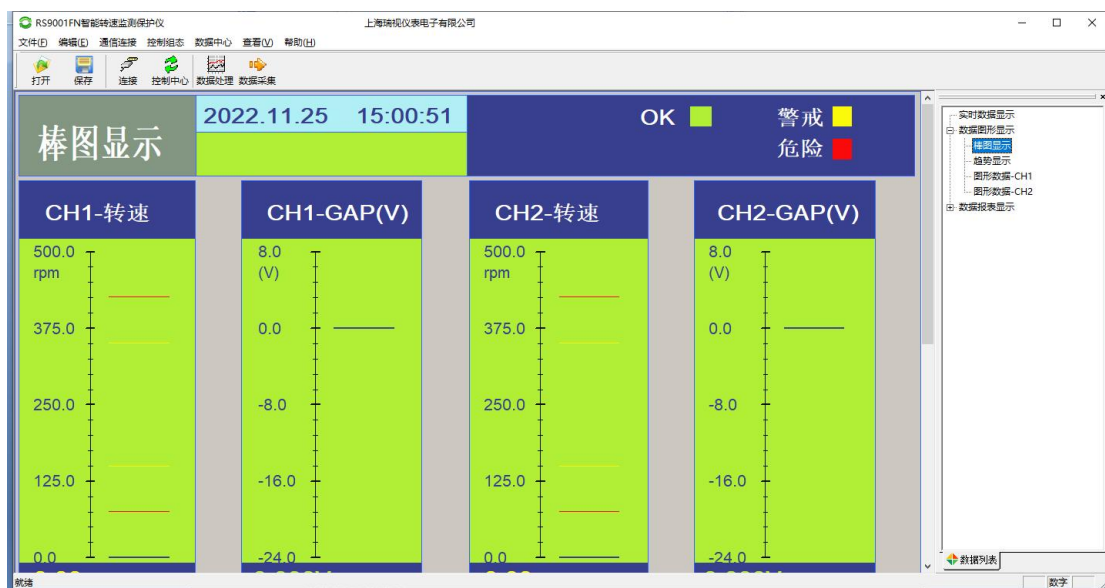 RS9001FN智能转速监测保护仪 上海瑞视仪表电子有限公司
文件(F) 编辑(E) 通信连接 控制组态 数据中心 查看(V) 帮助(H)
打开 保存 连接 控制中心 数据处理 数据采集
棒图显示
2022.11.25 15:00:51
OK 警戒
危险
CH1-转速 CH1-GAP(V) CH2-转速 CH2-GAP(V)
500.0 8.0 500.0 8.0
rpm (V) rpm (V)
375.0 0.0 375.0 0.0
250.0 -8.0 250.0 -8.0
125.0 -16.0 125.0 -16.0
0.0 -24.0 0.0 -24.0
实时数据显示
数据图形显示
棒图显示
趋势显示
图形数据-CH1
图形数据-CH2
数据报表显示
数据列表
就绪 数字